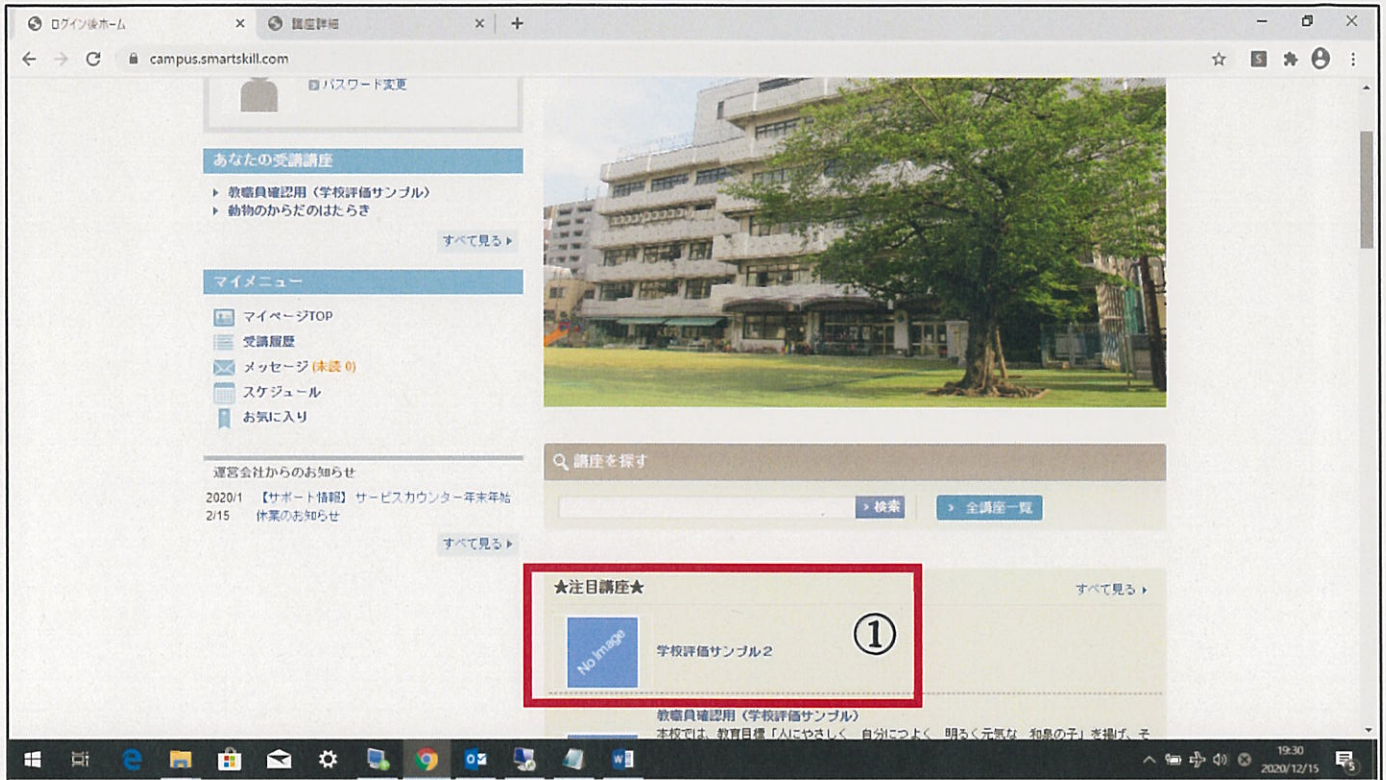 ログイン後ホーム
講座詳細
campus.smartskill.com
パスワード変更
あなたの受講講座
教職員確認用（学校評価サンプル）
動物のからだのはたらき
すべて見る
マイメニュー
マイページTOP
受講履歴
メッセージ (未読 0)
スケジュール
お気に入り
運営会社からのお知らせ
2020/12/15 【サポート情報】 サービスカウンター年末年始
休業のお知らせ
すべて見る
講座を探す
検索
全講座一覧
★注目講座★
すべて見る
No Image
学校評価サンプル２
①
教職員確認用（学校評価サンプル）
本校では、教育目標「人にやさしく 自分につよく 明るく元気な 和泉の子」を掲げ、そ
19:30
2020/12/15
5